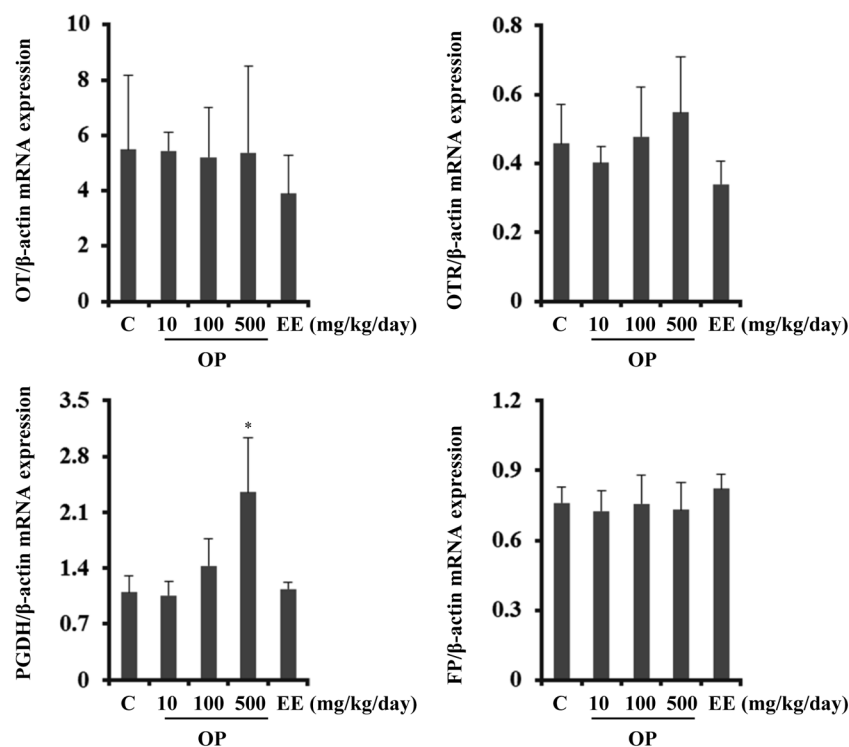 OT/β-actin mRNA expression
10
8
6
4
2
0
C 10 100 500 EE (mg/kg/day)
OP
OTR/β-actin mRNA expression
0.8
0.6
0.4
0.2
0
C 10 100 500 EE (mg/kg/day)
OP
PGDH/β-actin mRNA expression
3.5
2.8
2.1
1.4
0.7
0
*
C 10 100 500 EE (mg/kg/day)
OP
FP/β-actin mRNA expression
1.2
0.9
0.6
0.3
0
C 10 100 500 EE (mg/kg/day)
OP